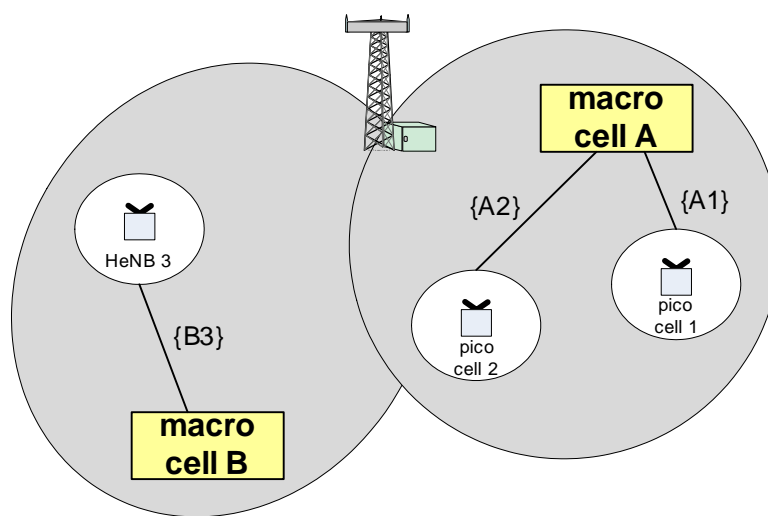 macro
cell A
{A2}
{A1}
HeNB 3
pico
cell 1
pico
cell 2
{B3}
macro
cell B